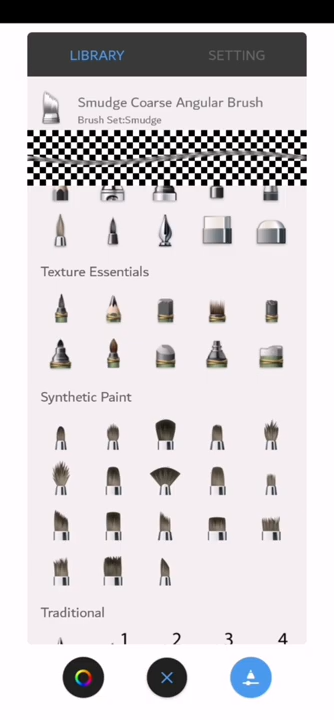 LIBRARY
SETTING
Smudge Coarse Angular Brush
Brush Set:Smudge
Texture Essentials
Synthetic Paint
Traditional
1 2 3 4